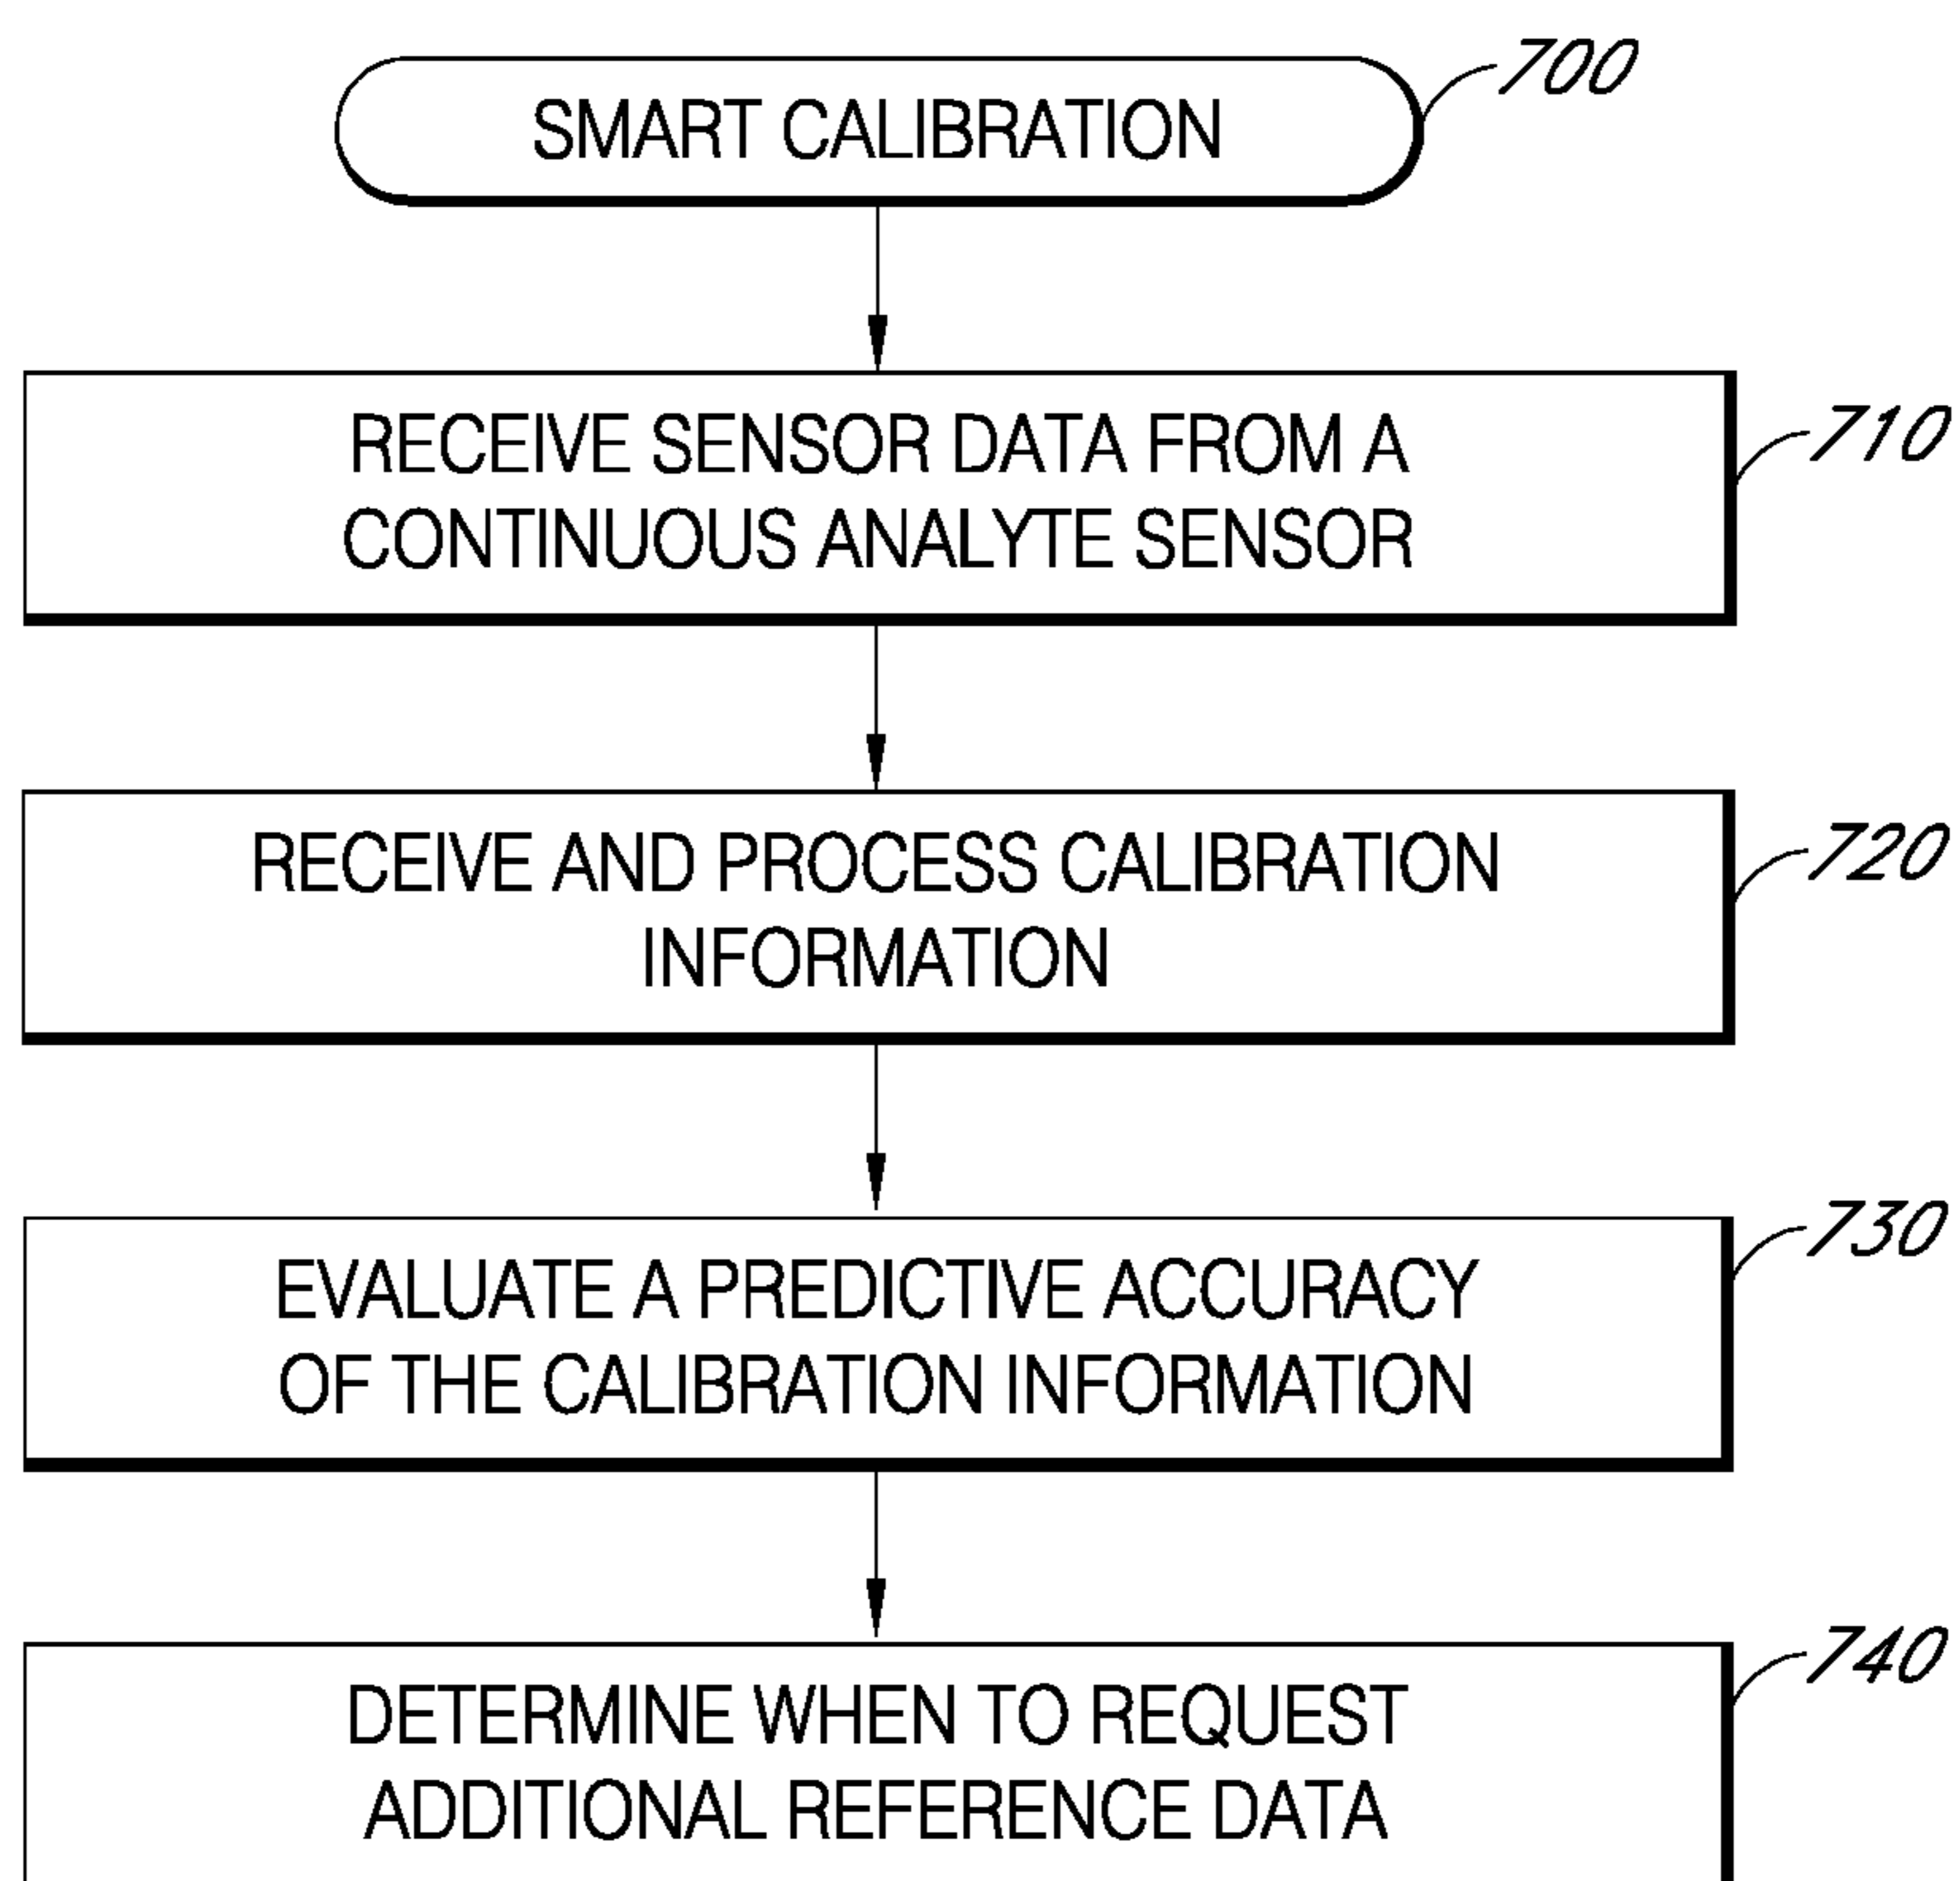 SMART CALIBRATION
700
RECEIVE SENSOR DATA FROM A
CONTINUOUS ANALYTE SENSOR
710
RECEIVE AND PROCESS CALIBRATION
INFORMATION
720
EVALUATE A PREDICTIVE ACCURACY
OF THE CALIBRATION INFORMATION
730
DETERMINE WHEN TO REQUEST
ADDITIONAL REFERENCE DATA
740